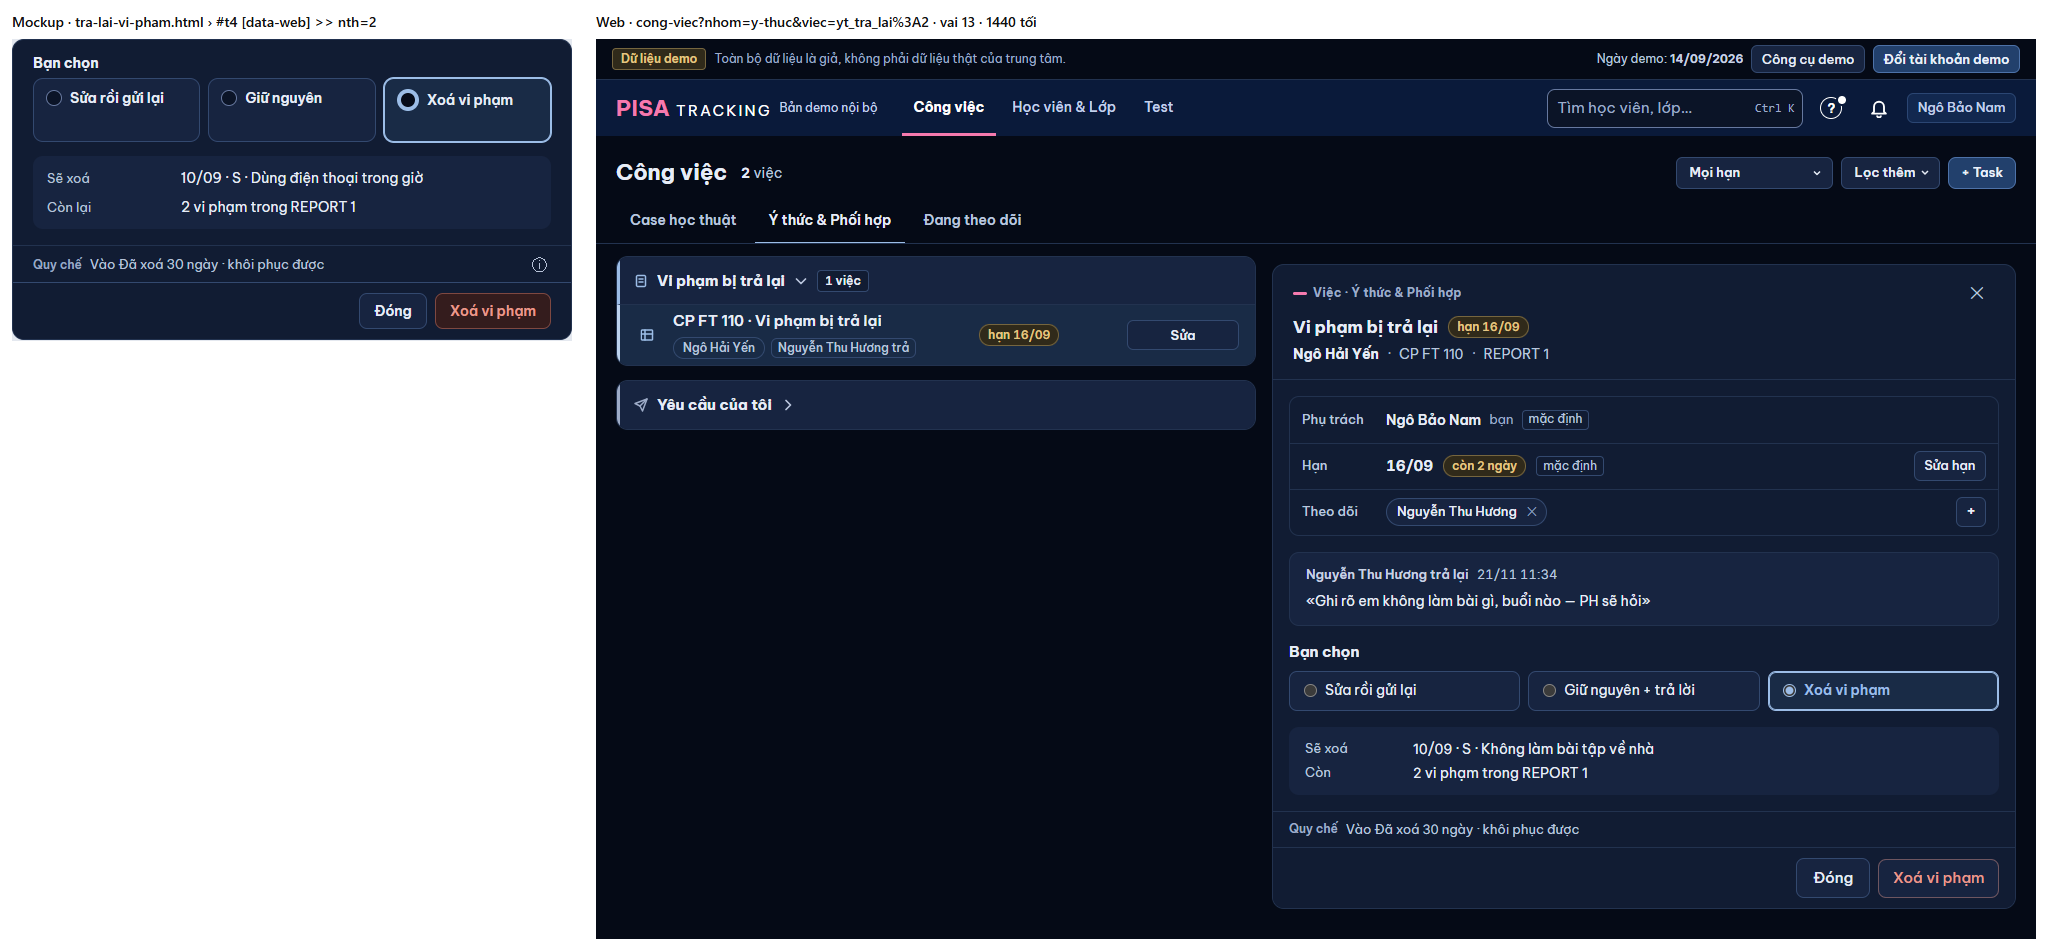 Mockup · tra-lai-vi-pham.html › #t4 [data-web] >> nth=2
Bạn chọn
Sửa rồi gửi lại
Giữ nguyên
Xoá vi phạm
Sẽ xoá 10/09 · S · Dùng điện thoại trong giờ
Còn lại 2 vi phạm trong REPORT 1
Quy chế Vào Đã xoá 30 ngày · khôi phục được
Đóng
Xoá vi phạm
Web · cong-viec?nhom=y-thuc&viec=yt_tra_lai%3A2 · vai 13 · 1440 tối
Dữ liệu demo Toàn bộ dữ liệu là giả, không phải dữ liệu thật của trung tâm.
Ngày demo: 14/09/2026 Công cụ demo Đổi tài khoản demo
PISA TRACKING Bản demo nội bộ Công việc Học viên & Lớp Test
Tìm học viên, lớp... Ctrl K ? Ngô Bảo Nam
Công việc 2 việc
Mọi hạn Lọc thêm + Task
Case học thuật Ý thức & Phối hợp Đang theo dõi
Vi phạm bị trả lại 1 việc
CP FT 110 · Vi phạm bị trả lại
Ngô Hải Yến Nguyễn Thu Hương trả
hạn 16/09
Sửa
Yêu cầu của tôi
Việc · Ý thức & Phối hợp
Vi phạm bị trả lại hạn 16/09
Ngô Hải Yến · CP FT 110 · REPORT 1
Phụ trách Ngô Bảo Nam bạn mặc định
Hạn 16/09 còn 2 ngày mặc định Sửa hạn
Theo dõi Nguyễn Thu Hương +
Nguyễn Thu Hương trả lại 21/11 11:34
«Ghi rõ em không làm bài gì, buổi nào — PH sẽ hỏi»
Bạn chọn
Sửa rồi gửi lại
Giữ nguyên + trả lời
Xoá vi phạm
Sẽ xoá 10/09 · S · Không làm bài tập về nhà
Còn 2 vi phạm trong REPORT 1
Quy chế Vào Đã xoá 30 ngày · khôi phục được
Đóng
Xoá vi phạm